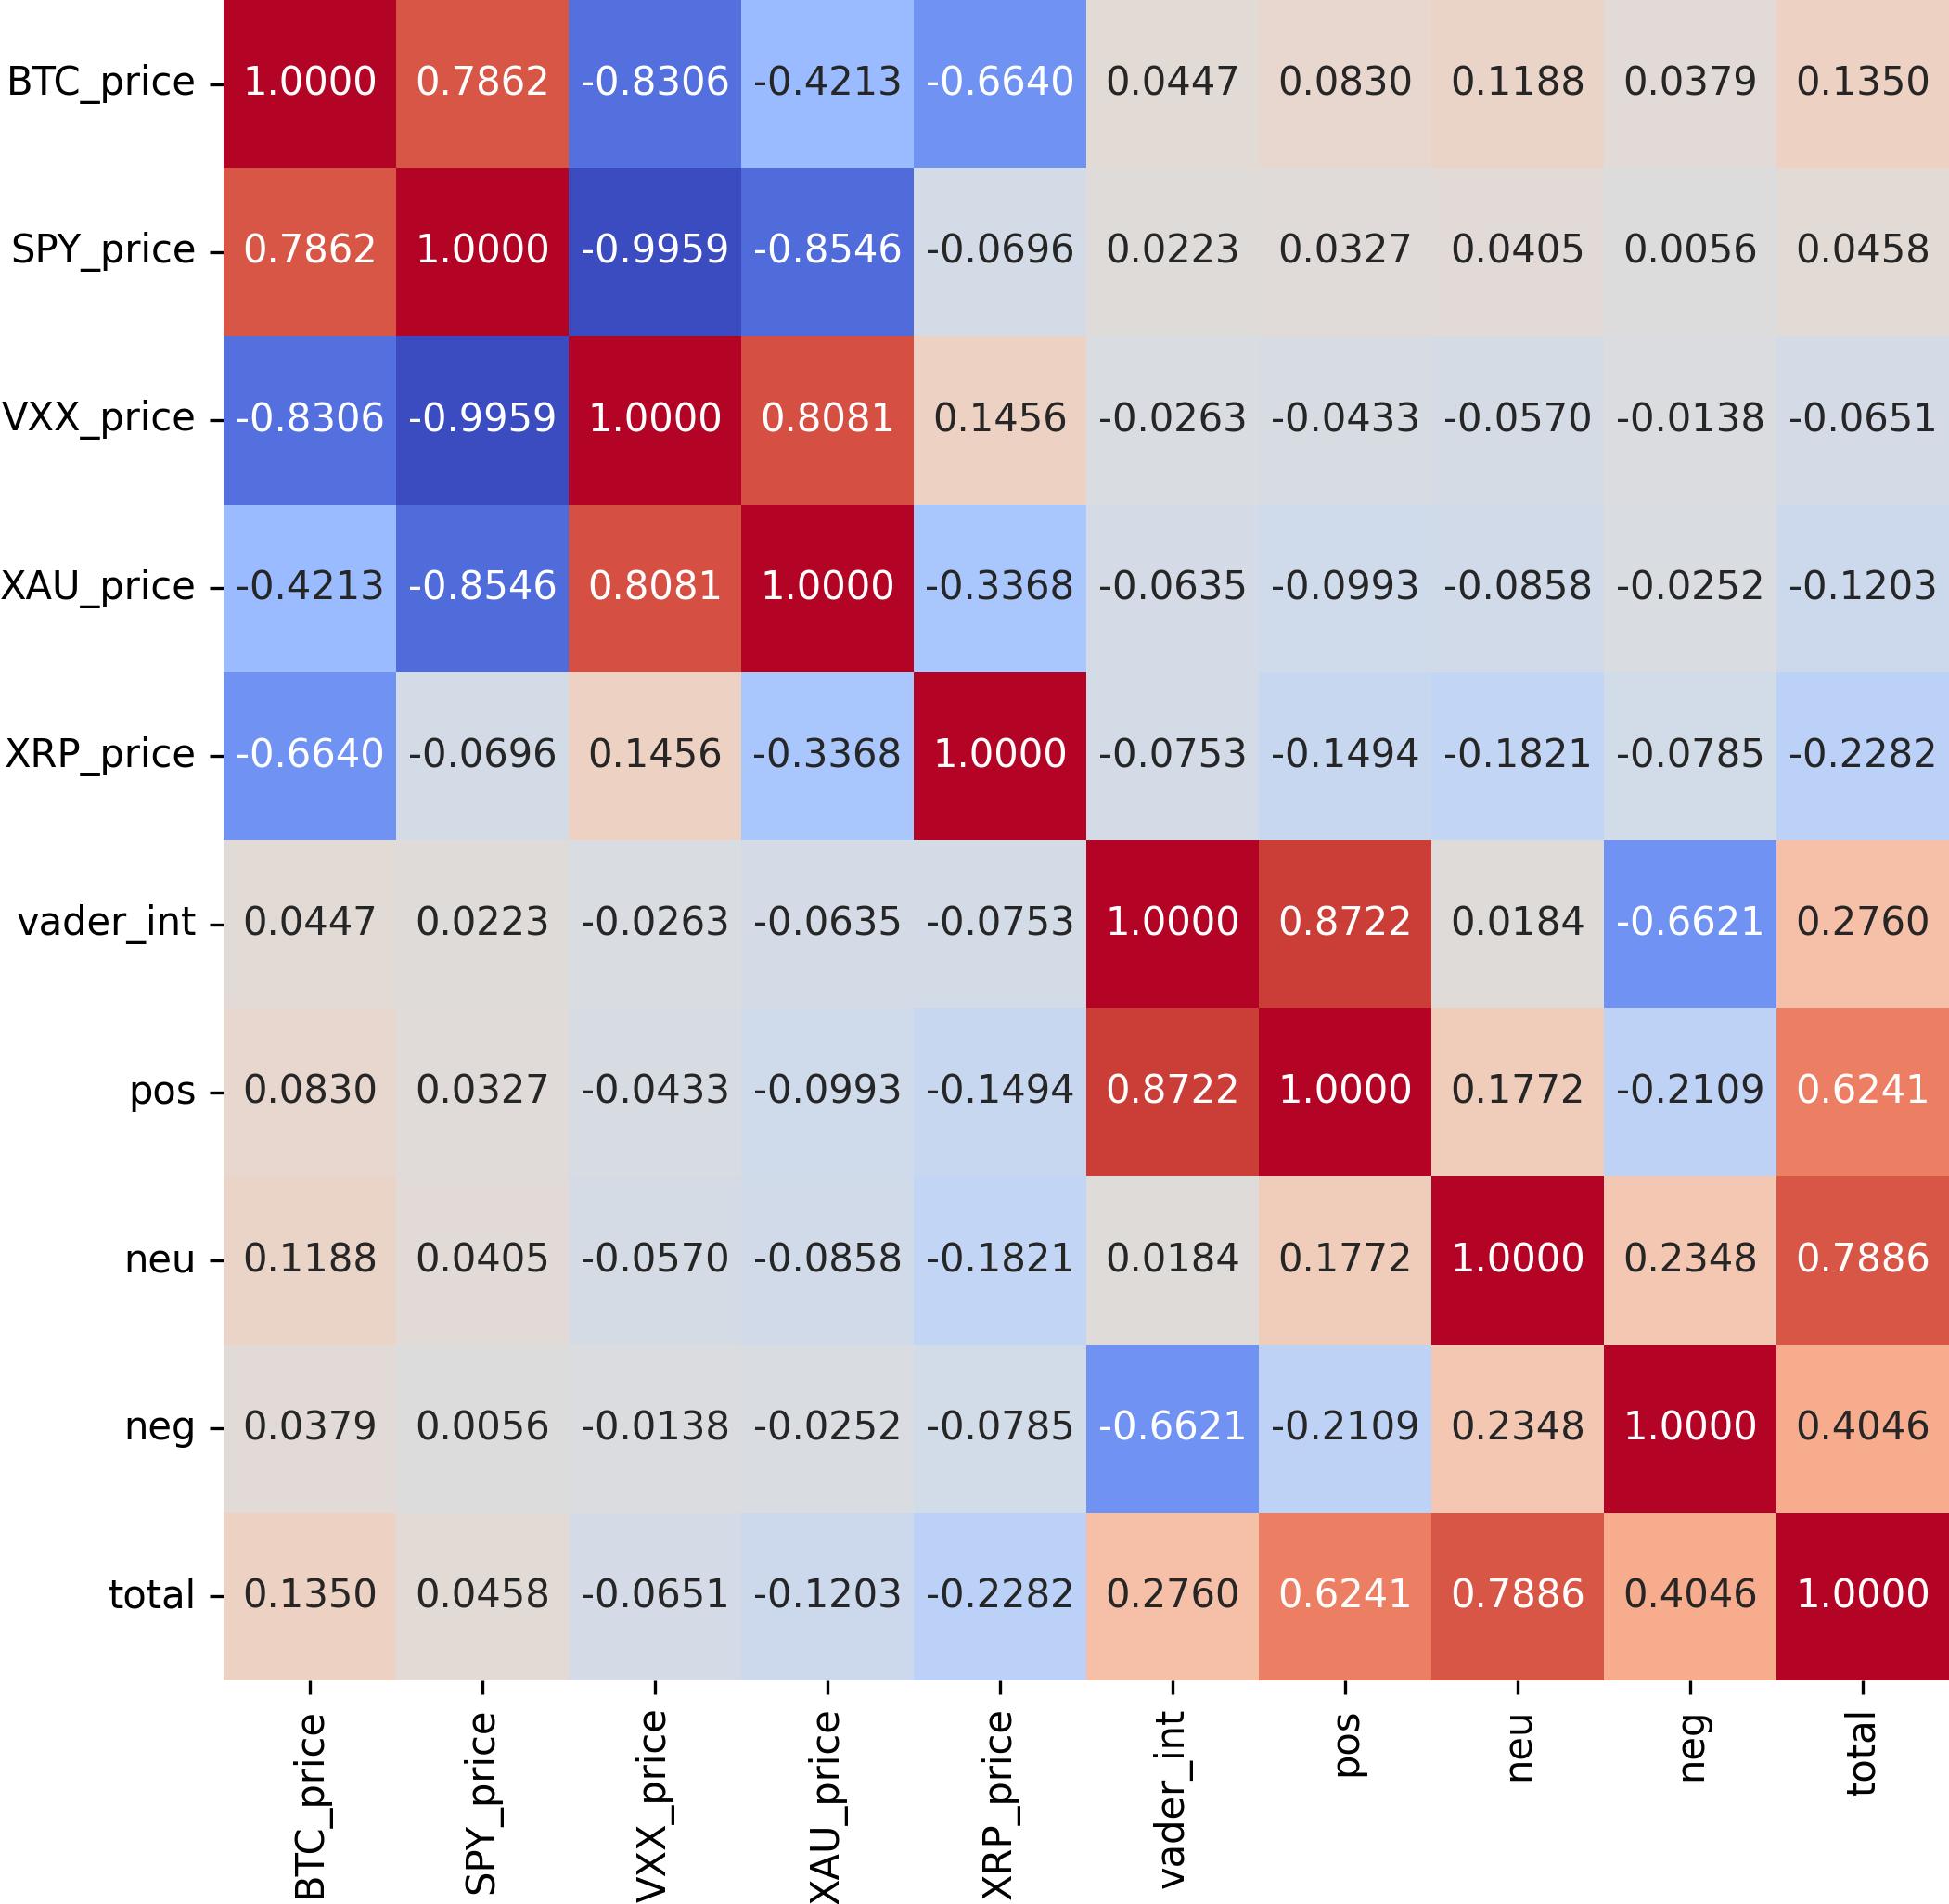 BTC_price 1.0000 0.7862 -0.8306 -0.4213 -0.6640 0.0447 0.0830 0.1188 0.0379 0.1350
SPY_price 0.7862 1.0000 -0.9959 -0.8546 -0.0696 0.0223 0.0327 0.0405 0.0056 0.0458
VXX_price -0.8306 -0.9959 1.0000 0.8081 0.1456 -0.0263 -0.0433 -0.0570 -0.0138 -0.0651
XAU_price -0.4213 -0.8546 0.8081 1.0000 -0.3368 -0.0635 -0.0993 -0.0858 -0.0252 -0.1203
XRP_price -0.6640 -0.0696 0.1456 -0.3368 1.0000 -0.0753 -0.1494 -0.1821 -0.0785 -0.2282
vader_int 0.0447 0.0223 -0.0263 -0.0635 -0.0753 1.0000 0.8722 0.0184 -0.6621 0.2760
pos 0.0830 0.0327 -0.0433 -0.0993 -0.1494 0.8722 1.0000 0.1772 -0.2109 0.6241
neu 0.1188 0.0405 -0.0570 -0.0858 -0.1821 0.0184 0.1772 1.0000 0.2348 0.7886
neg 0.0379 0.0056 -0.0138 -0.0252 -0.0785 -0.6621 -0.2109 0.2348 1.0000 0.4046
total 0.1350 0.0458 -0.0651 -0.1203 -0.2282 0.2760 0.6241 0.7886 0.4046 1.0000
BTC_price SPY_price VXX_price XAU_price XRP_price vader_int pos neu neg total